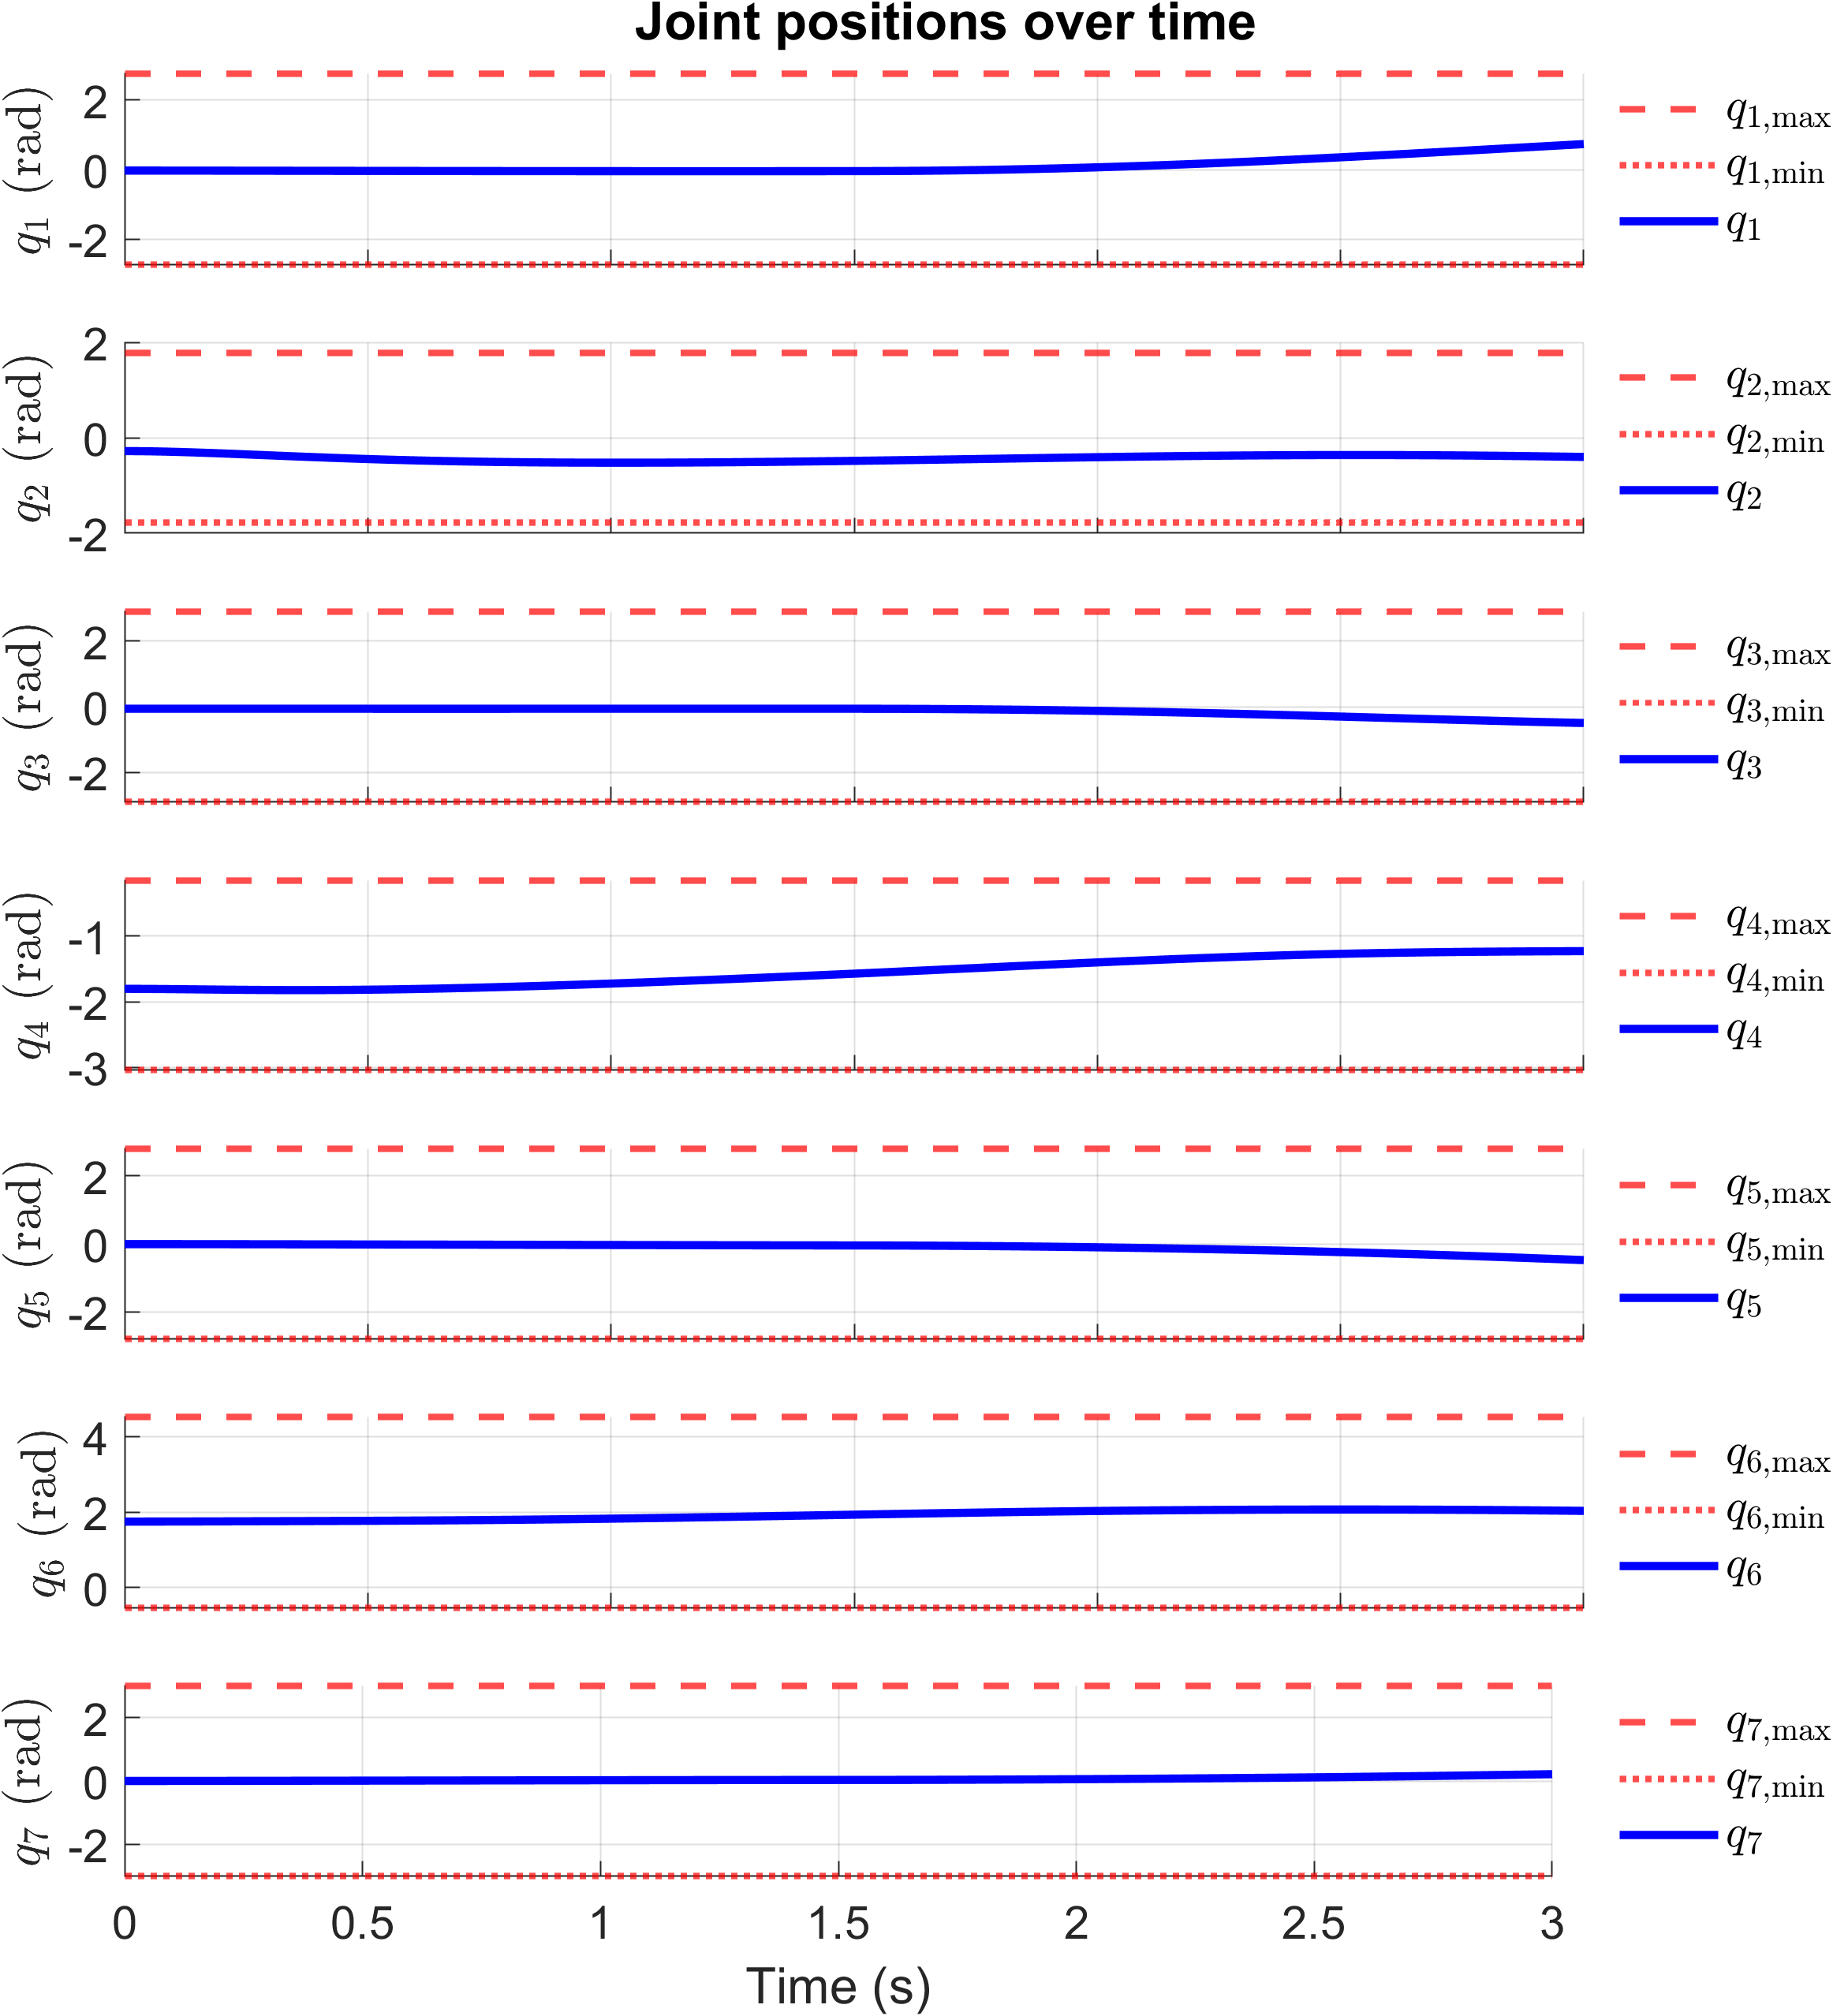 Joint positions over time
q1 (rad)
2
0
-2
q1,max
q1,min
q1
q2 (rad)
2
0
-2
q2,max
q2,min
q2
q3 (rad)
2
0
-2
q3,max
q3,min
q3
q4 (rad)
-1
-2
-3
q4,max
q4,min
q4
q5 (rad)
2
0
-2
q5,max
q5,min
q5
q6 (rad)
4
2
0
q6,max
q6,min
q6
q7 (rad)
2
0
-2
q7,max
q7,min
q7
0 0.5 1 1.5 2 2.5 3
Time (s)